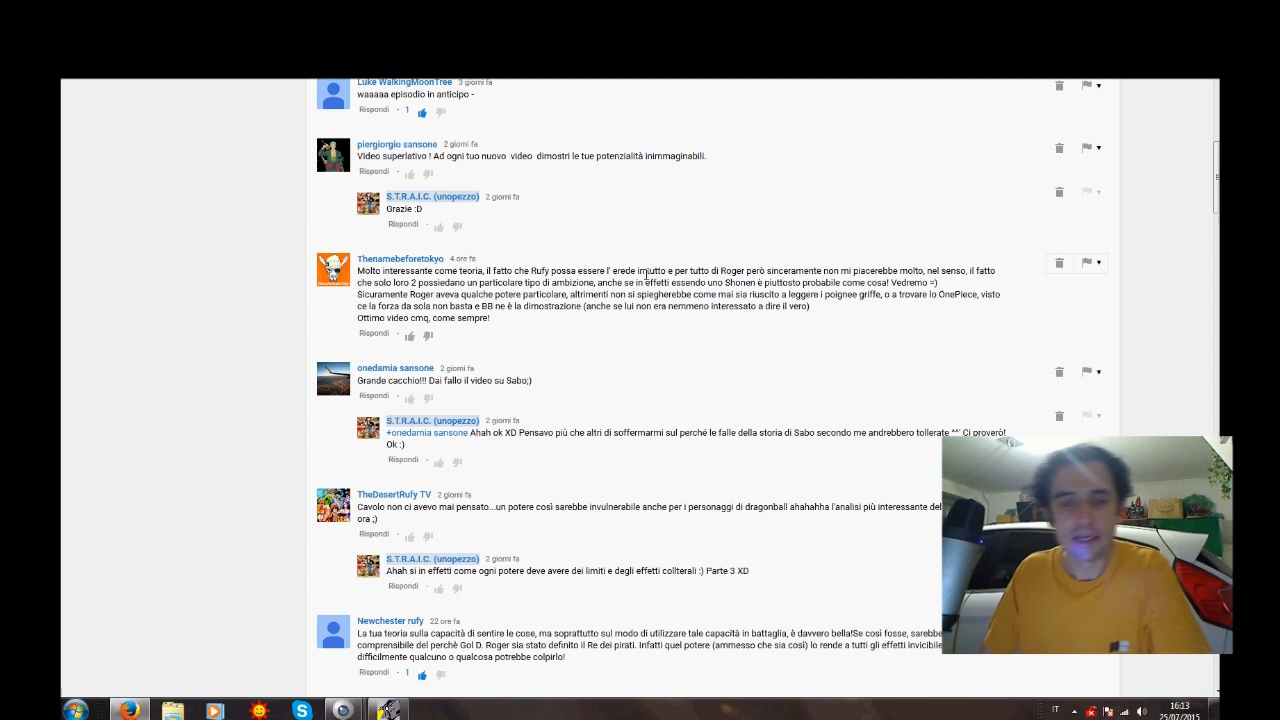 Luke WalkingMoonTree 3 giorni fa
waaaaa episodio in anticipo -
Rispondi · 1
piergiorgio sansone 2 giorni fa
Video superlativo ! Ad ogni tuo nuovo video dimostri le tue potenzialità inimmaginabili.
Rispondi ·
S.T.R.A.I.C. (unopezzo) 2 giorni fa
Grazie :D
Rispondi ·
Thenamebeforetokyo 4 ore fa
Molto interessante come teoria, il fatto che Rufy possa essere l' erede in tutto e per tutto di Roger però sinceramente non mi piacerebbe molto, nel senso, il fatto
che solo loro 2 possiedano un particolare tipo di ambizione, anche se in effetti essendo uno Shonen è piuttosto probabile come cosa! Vedremo =)
Sicuramente Roger aveva qualche potere particolare, altrimenti non si spiegherebbe come mai sia riuscito a leggere i poignee griffe, o a trovare lo OnePiece, visto
ce la forza da sola non basta e BB ne è la dimostrazione (anche se lui non era nemmeno interessato a dire il vero)
Ottimo video cmq, come sempre!
Rispondi ·
onedamia sansone 2 giorni fa
Grande cacchio!!! Dai fallo il video su Sabo;)
Rispondi ·
S.T.R.A.I.C. (unopezzo) 2 giorni fa
+onedamia sansone Ahah ok XD Pensavo più che altri di soffermarmi sul perché le falle della storia di Sabo secondo me andrebbero tollerate ^^' Ci proverò!
Ok :)
Rispondi ·
TheDesertRufy TV 2 giorni fa
Cavolo non ci avevo mai pensato...un potere così sarebbe invulnerabile anche per i personaggi di dragonball ahahahha l'analisi più interessante del
ora ;)
Rispondi ·
S.T.R.A.I.C. (unopezzo) 2 giorni fa
Ahah si in effetti come ogni potere deve avere dei limiti e degli effetti collterali :) Parte 3 XD
Rispondi ·
Newchester rufy 22 ore fa
La tua teoria sulla capacità di sentire le cose, ma soprattutto sul modo di utilizzare tale capacità in battaglia, è davvero bella!Se così fosse, sarebbe
comprensibile del perchè Gol D. Roger sia stato definito il Re dei pirati. Infatti quel potere (ammesso che sia così) lo rende a tutti gli effetti invicibile
difficilmente qualcuno o qualcosa potrebbe colpirlo!
Rispondi · 1
IT
16:13
25/07/2015